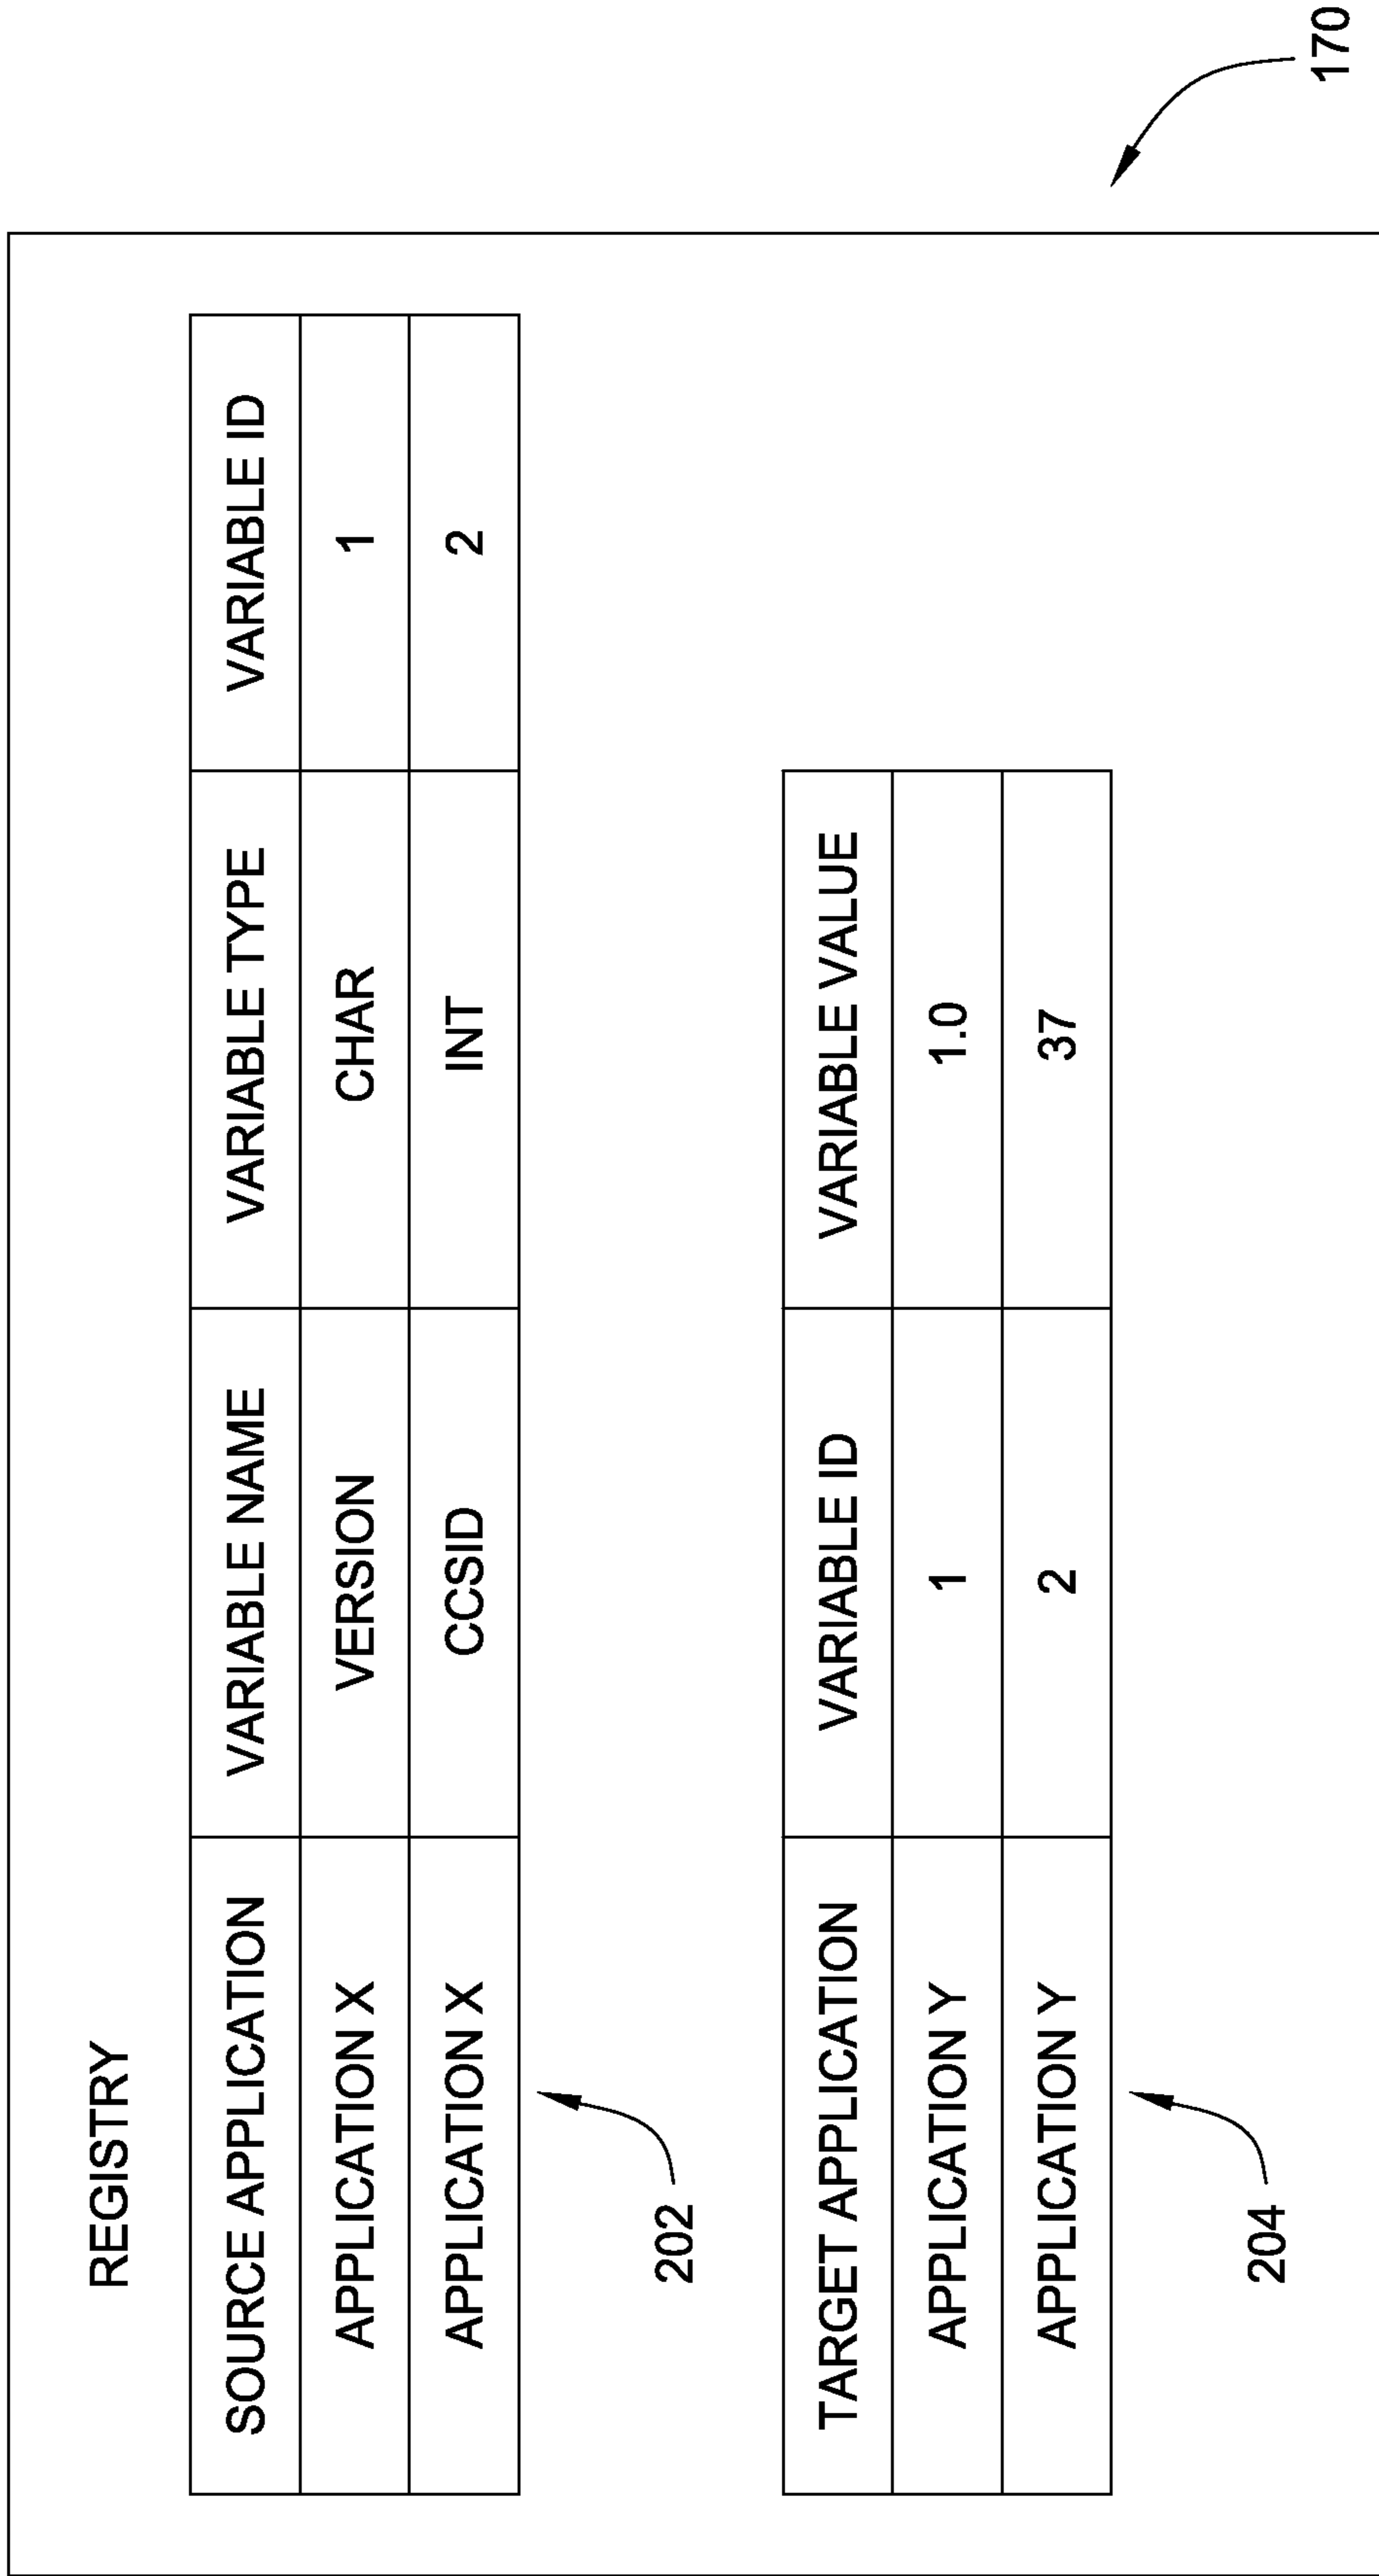 REGISTRY
SOURCE APPLICATION VARIABLE NAME VARIABLE TYPE VARIABLE ID
APPLICATION X VERSION CHAR 1
APPLICATION X CCSID INT 2
202
TARGET APPLICATION VARIABLE ID VARIABLE VALUE
APPLICATION Y 1 1.0
APPLICATION Y 2 37
204
170